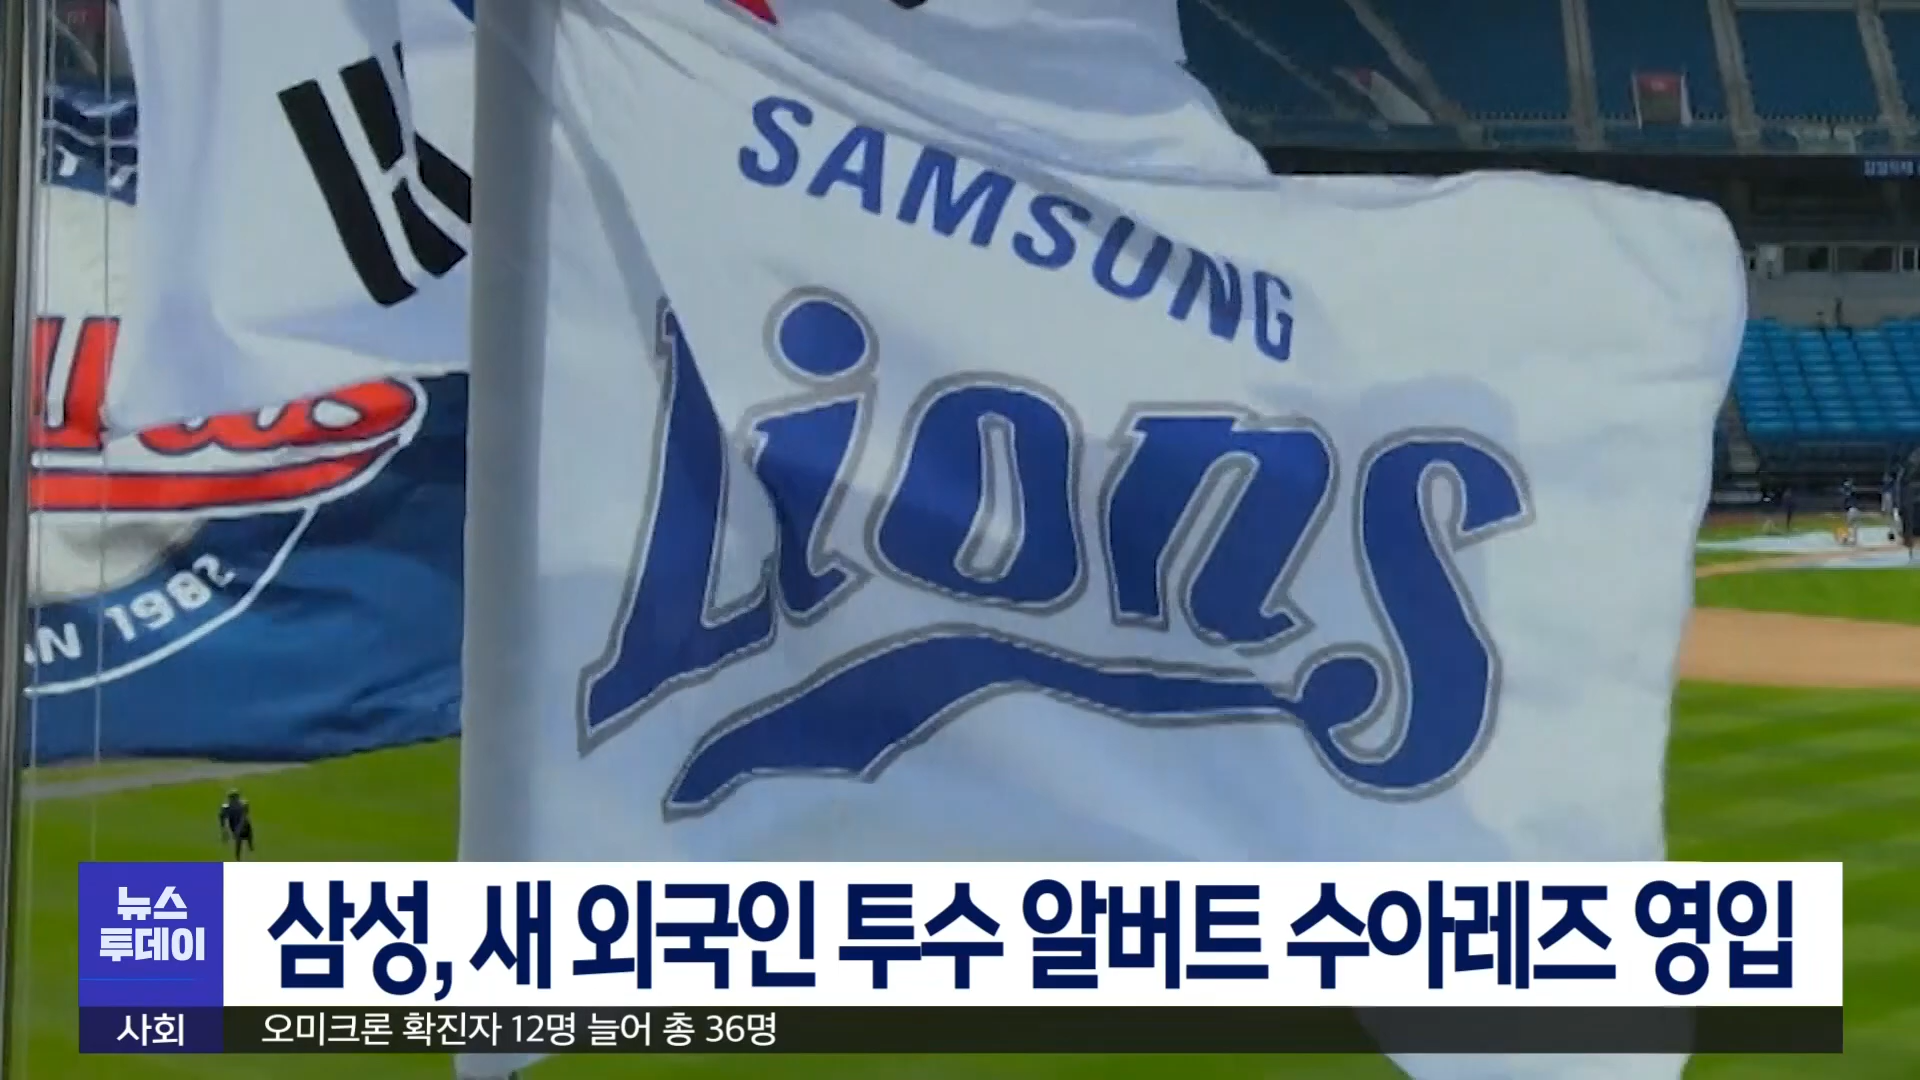 SAMSUNG
Lions
1982
뉴스
투데이
삼성, 새 외국인 투수 알버트 수아레즈 영입
사회
오미크론 확진자 12명 늘어 총 36명